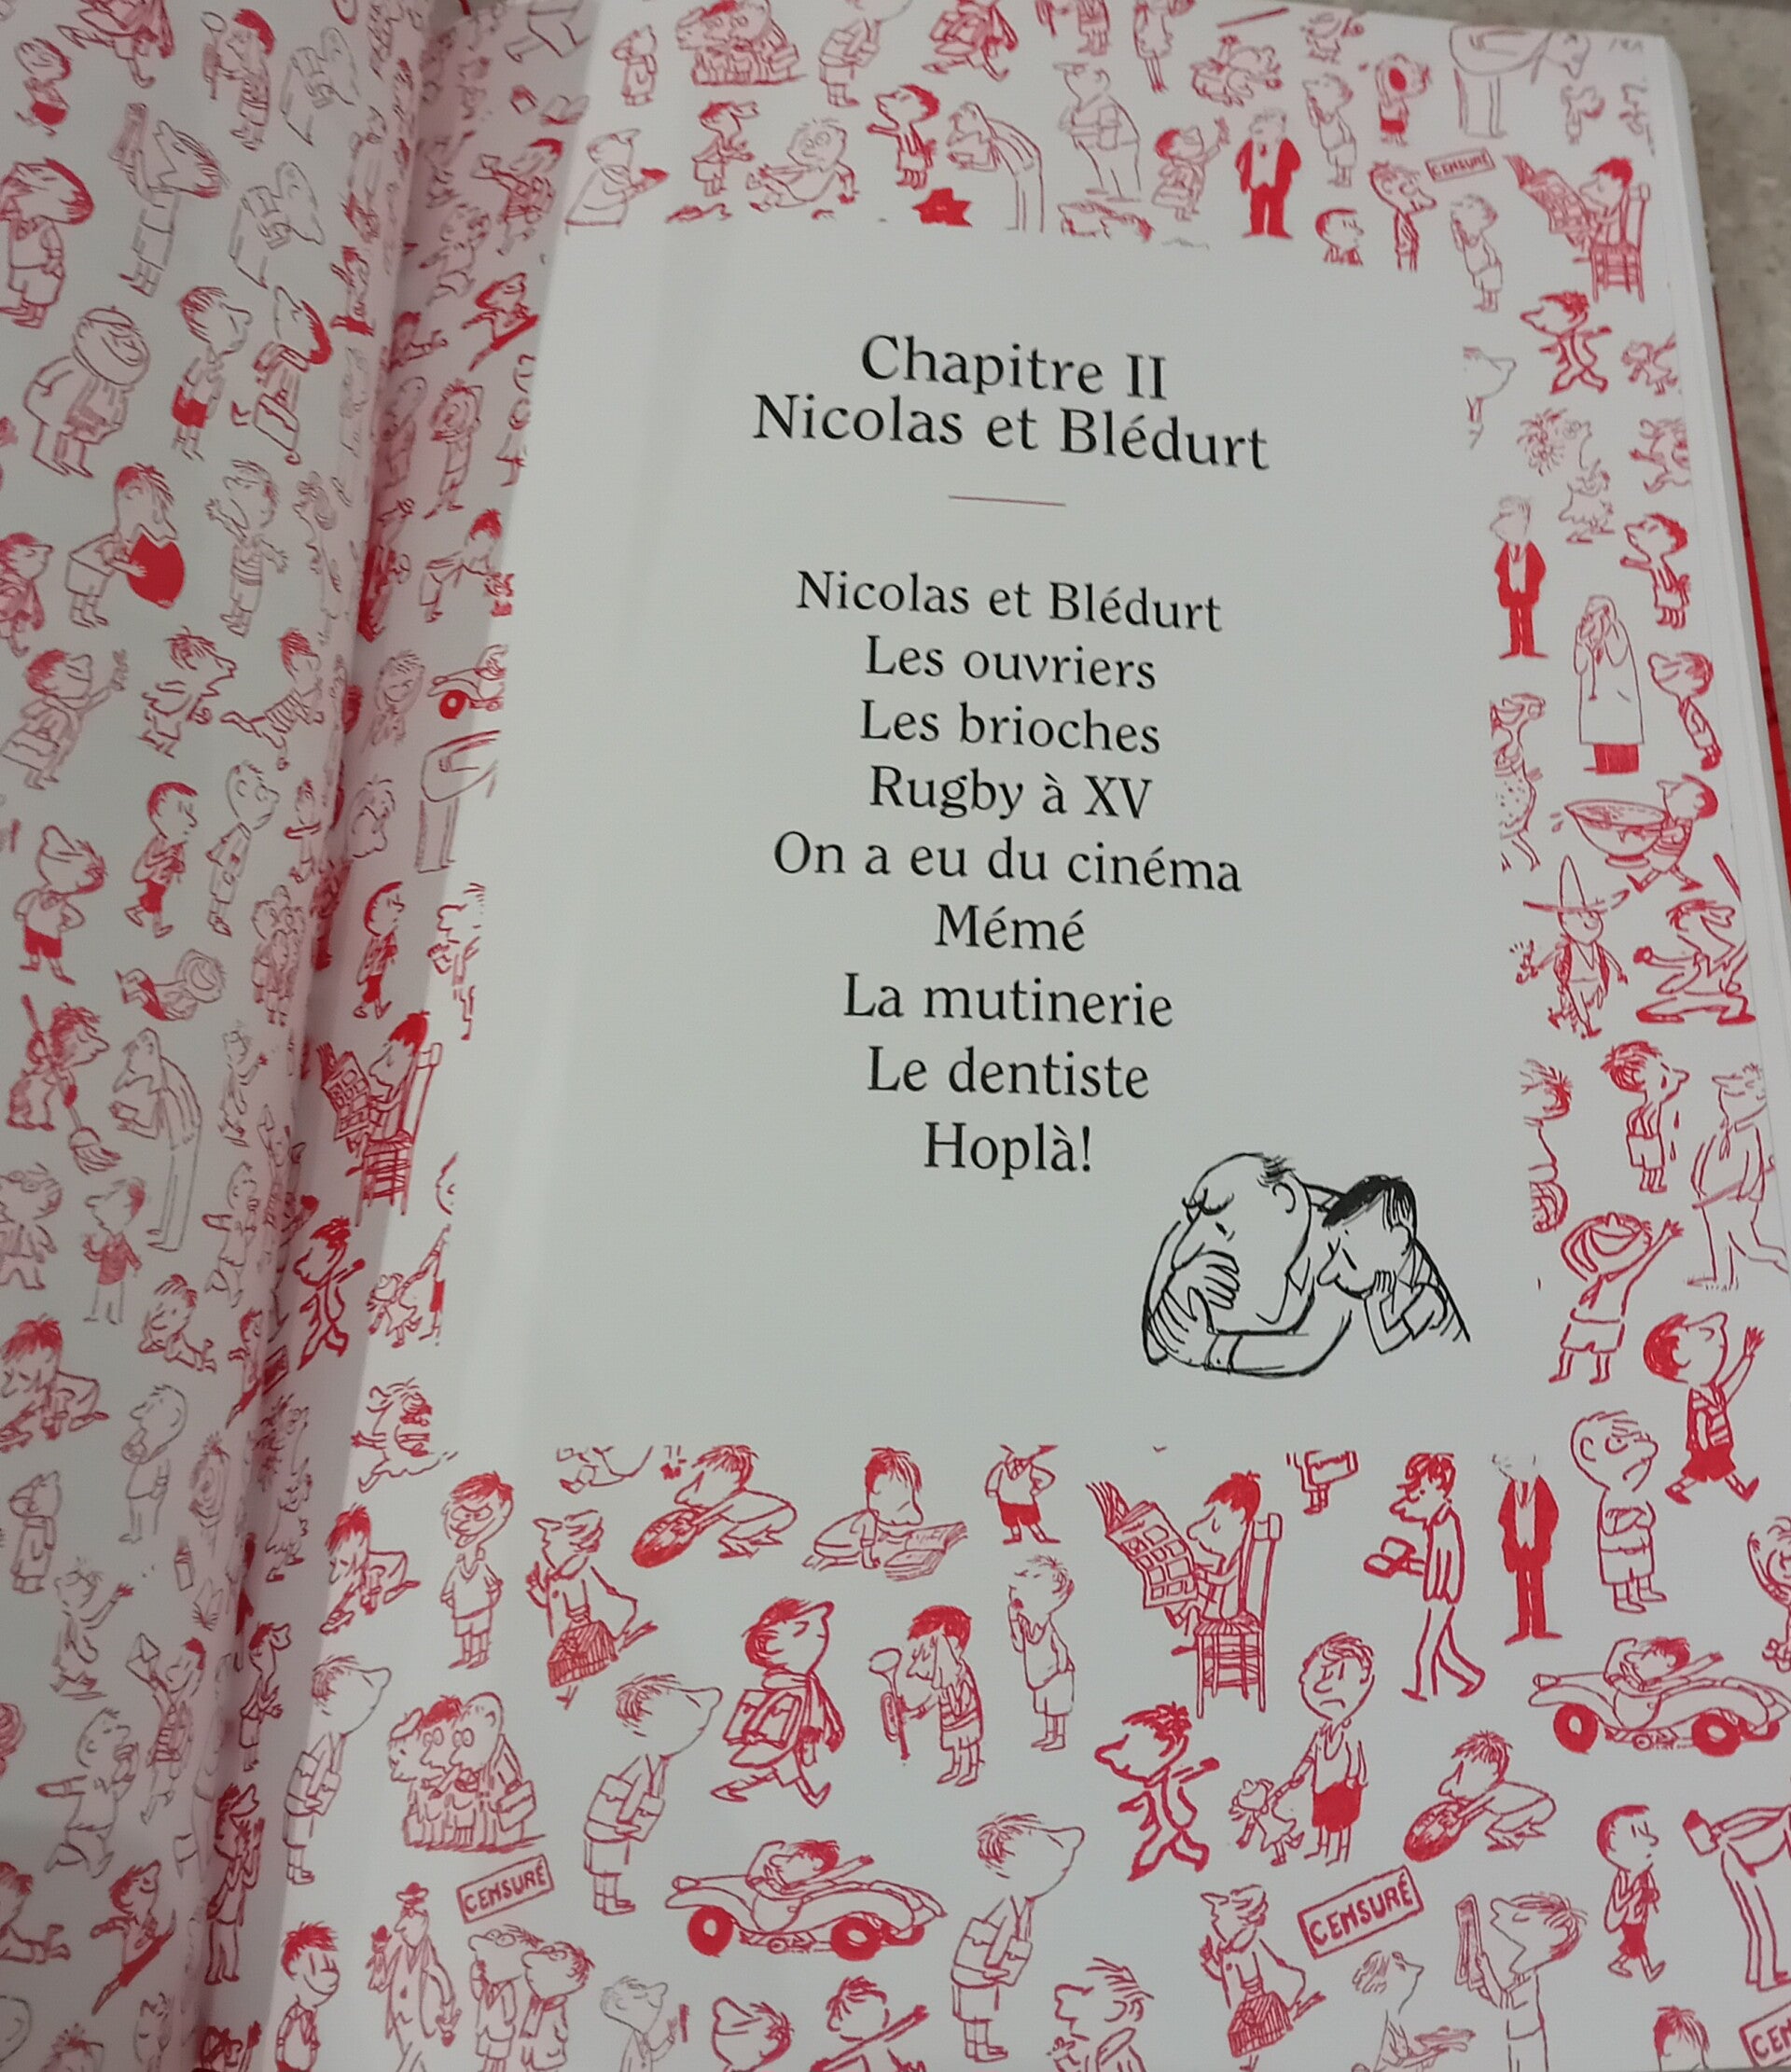 CENSURÉ
Chapitre II
Nicolas et Blédurt
Nicolas et Blédurt
Les ouvriers
Les brioches
Rugby à XV
On a eu du cinéma
Mémé
La mutinerie
Le dentiste
Hoplà!
CENSURÉ
CENSURÉ